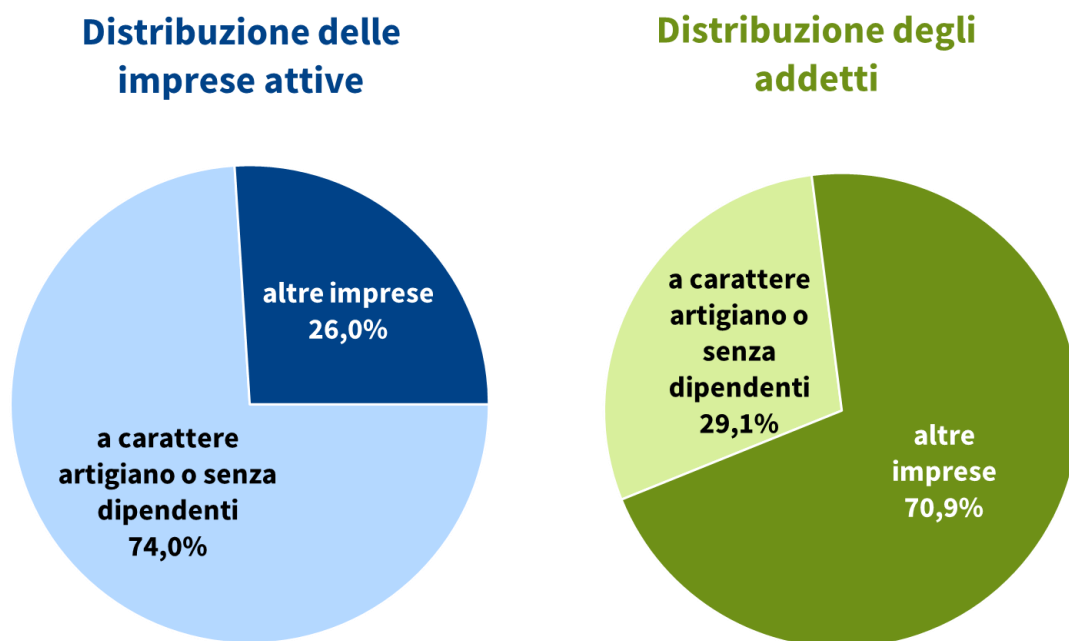 Distribuzione delle
imprese attive
altre imprese
26,0%
a carattere
artigiano o senza
dipendenti
74,0%
Distribuzione degli
addetti
a carattere
artigiano o
senza
dipendenti
29,1%
altre
imprese
70,9%